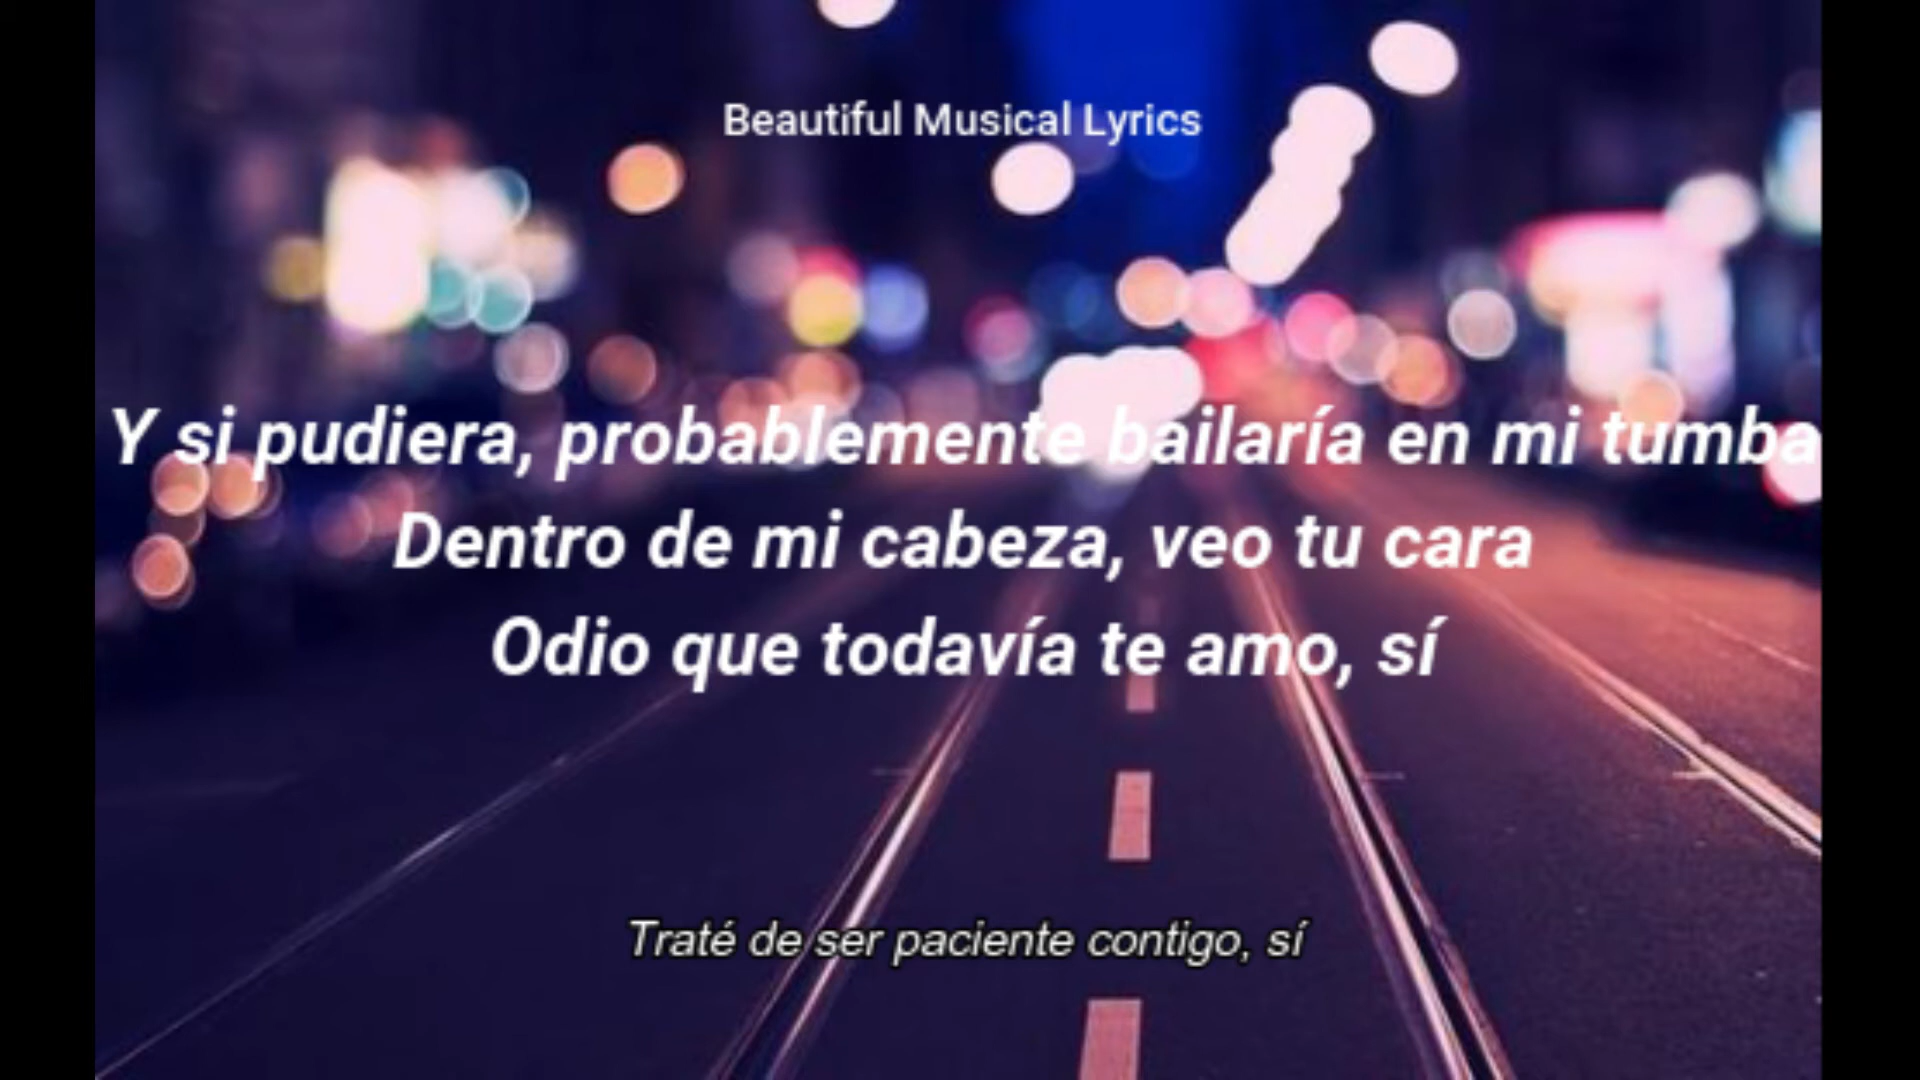 Beautiful Musical Lyrics
Y si pudiera, probablemente bailaría en mi tumba
Dentro de mi cabeza, veo tu cara
Odio que todavía te amo, sí
Traté de ser paciente contigo, sí